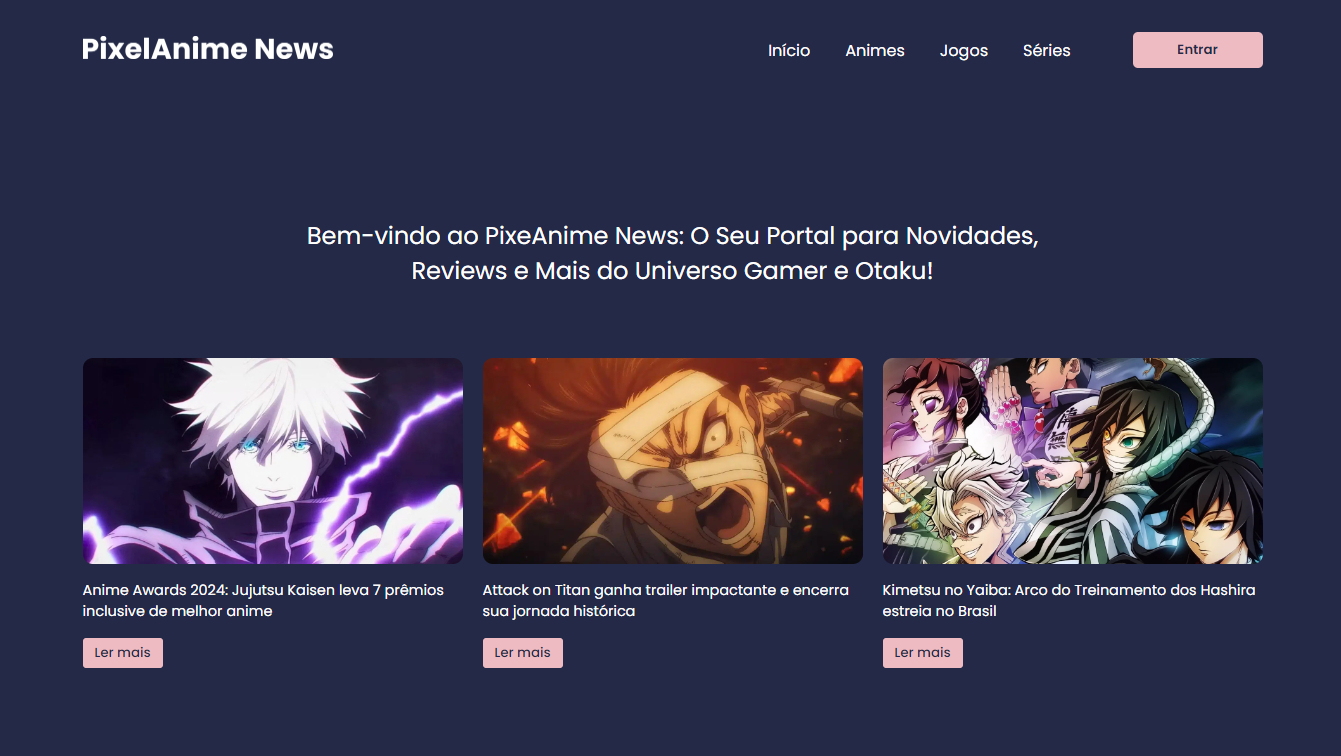 PixelAnime News
Início
Animes
Jogos
Séries
Entrar
Bem-vindo ao PixeAnime News: O Seu Portal para Novidades,
Reviews e Mais do Universo Gamer e Otaku!
Anime Awards 2024: Jujutsu Kaisen leva 7 prêmios
inclusive de melhor anime
Ler mais
Attack on Titan ganha trailer impactante e encerra
sua jornada histórica
Ler mais
Kimetsu no Yaiba: Arco do Treinamento dos Hashira
estreia no Brasil
Ler mais